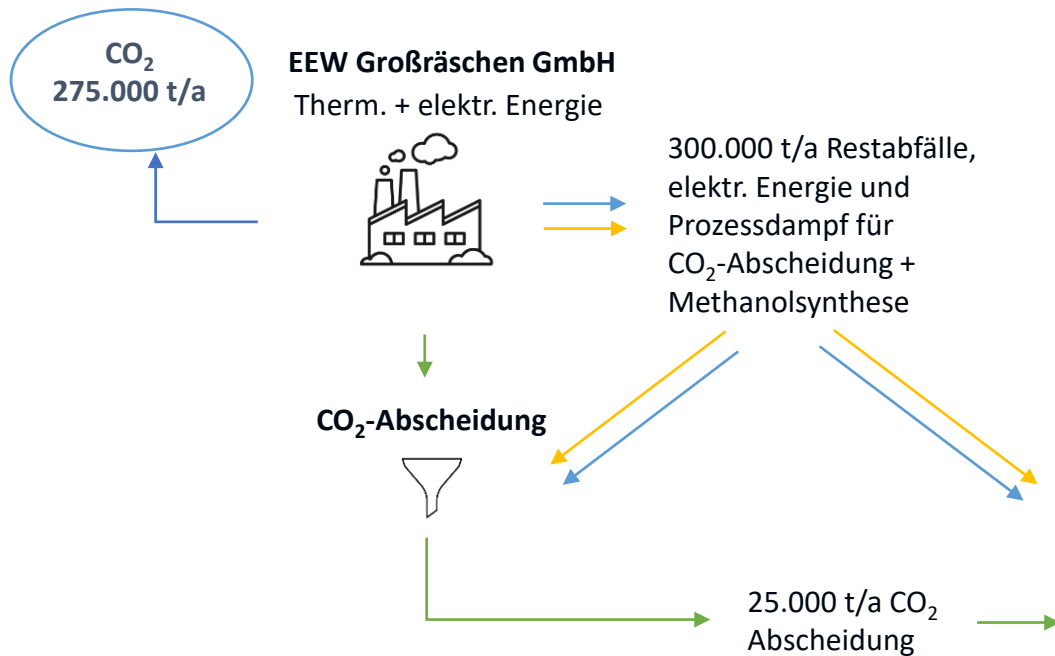 CO₂
275.000 t/a
EEW Großräschen GmbH
Therm. + elektr. Energie
300.000 t/a Restabfälle,
elektr. Energie und
Prozessdampf für
CO₂-Abscheidung +
Methanolsynthese
CO₂-Abscheidung
25.000 t/a CO₂
Abscheidung